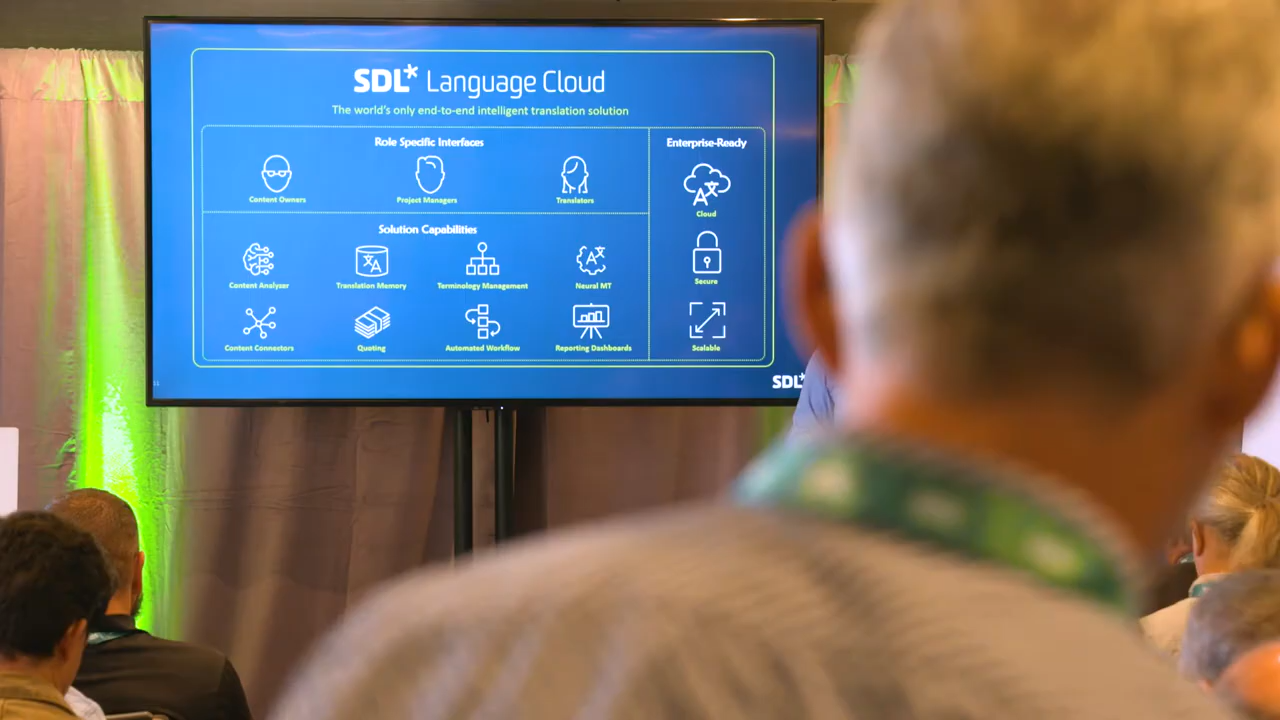 SDL* Language Cloud
The world's only end-to-end intelligent translation solution
Role Specific Interfaces
Content Owners
Project Managers
Translators
Solution Capabilities
Content Analyzer
Translation Memory
Terminology Management
Neural MT
Content Connectors
Quoting
Automated Workflow
Reporting Dashboards
Enterprise-Ready
Cloud
Secure
Scalable
SDL*